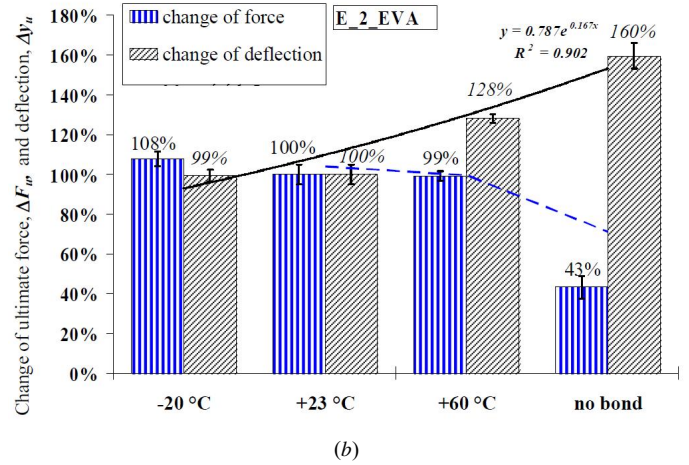 180%
160%
140%
120%
100%
80%
60%
40%
20%
0%
Change of ultimate force, ΔFu, and deflection, Δyu
change of force
change of deflection
E_2_EVA
y = 0.787e^0.167x
R² = 0.902
108%
99%
100%
100%
99%
128%
43%
160%
-20 °C
+23 °C
+60 °C
no bond
(b)